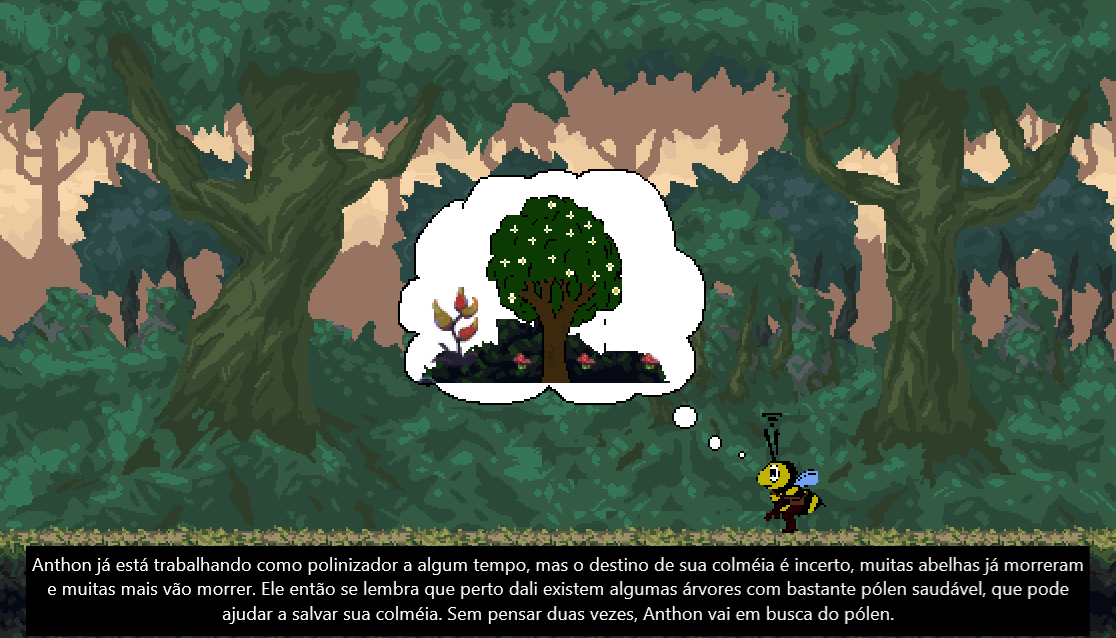 Anthon já está trabalhando como polinizador a algum tempo, mas o destino de sua colméia é incerto, muitas abelhas já morreram
e muitas mais vão morrer. Ele então se lembra que perto dali existem algumas árvores com bastante pólen saudável, que pode
ajudar a salvar sua colméia. Sem pensar duas vezes, Anthon vai em busca do pólen.